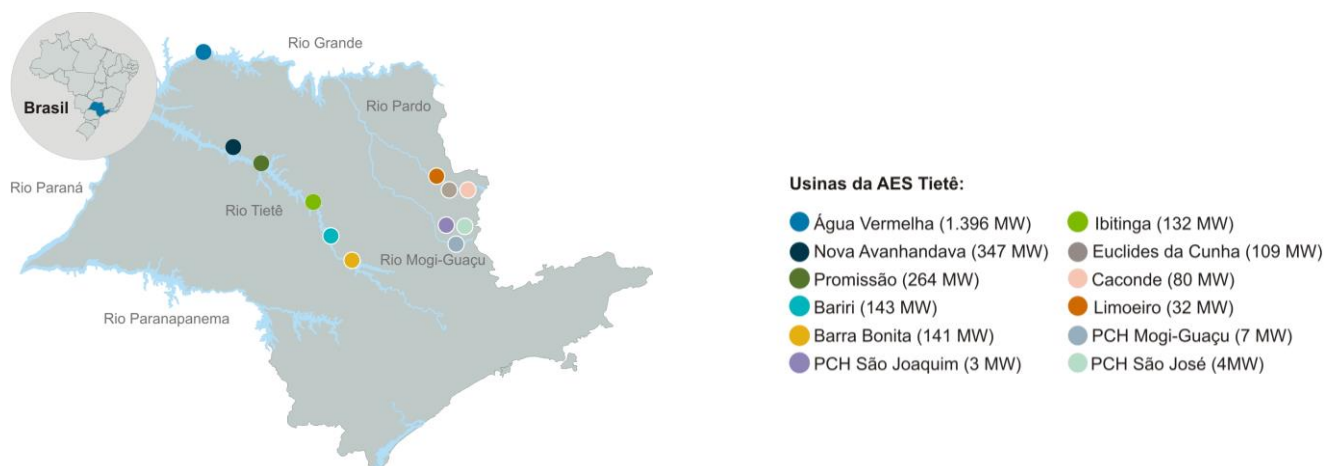 Rio Grande
Brasil
Rio Pardo
Rio Paraná
Rio Tietê
Rio Mogi-Guaçu
Rio Paranapanema
Usinas da AES Tietê:
Água Vermelha (1.396 MW)
Nova Avanhandava (347 MW)
Promissão (264 MW)
Bariri (143 MW)
Barra Bonita (141 MW)
PCH São Joaquim (3 MW)
Ibitinga (132 MW)
Euclides da Cunha (109 MW)
Caconde (80 MW)
Limoeiro (32 MW)
PCH Mogi-Guaçu (7 MW)
PCH São José (4MW)